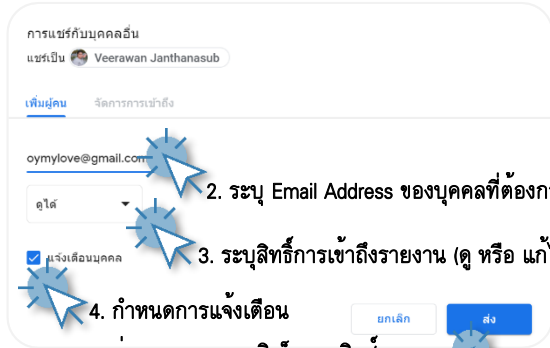 การแชร์กับบุคคลอื่น
แชร์เป็น Veerawan Janthanasub
เพิ่มผู้คน จัดการการเข้าถึง
oymylove@gmail.com
2. ระบุ Email Address ของบุคคลที่ต้อง
ดูได้
3. ระบุสิทธิ์การเข้าถึงรายงาน (ดู หรือ แก้
แจ้งเตือนบุคคล
4. กำหนดการแจ้งเตือน
ยกเลิก ส่ง